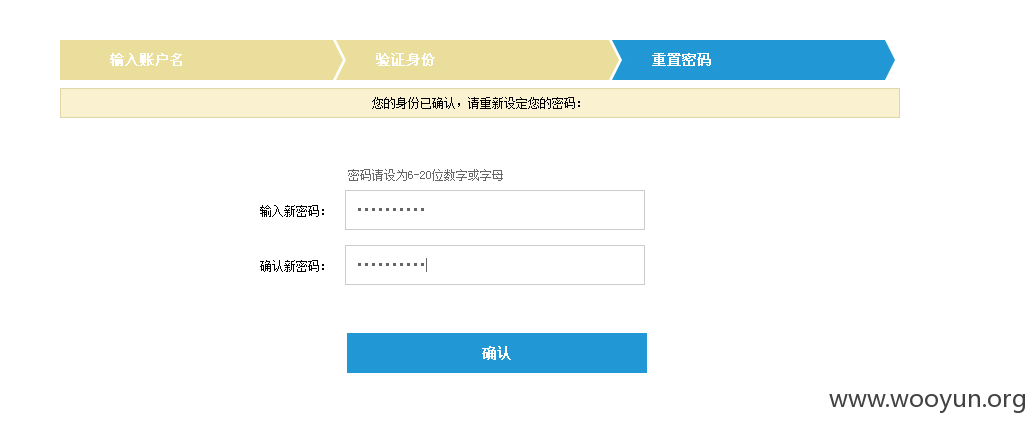 输入账户名
验证身份
重置密码
您的身份已确认，请重新设定您的密码：
密码请设为6-20位数字或字母
输入新密码：
确认新密码：
确认
www.wooyun.org